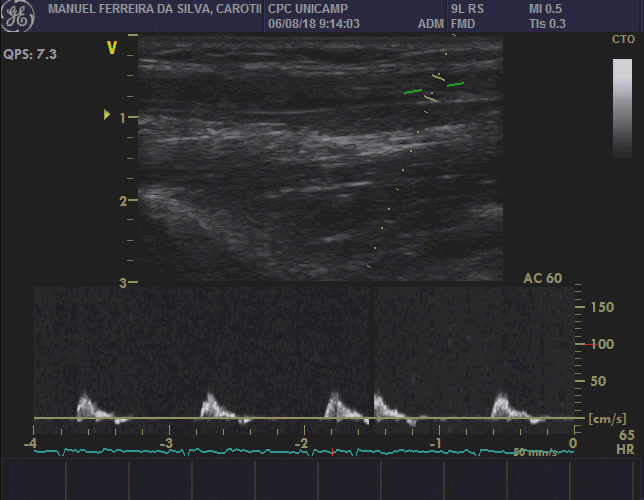 MANUEL FERREIRA DA SILVA, CAROTI
CPC UNICAMP
9L RS
MI 0.5
06/08/18 9:14:03
ADM
FMD
TIs 0.3
GE
QPS: 7.3
V
CTO
1
2
3
AC 60
150
100
50
[cm/s]
-4
-3
-2
-1
0
65
HR
50 mm/s